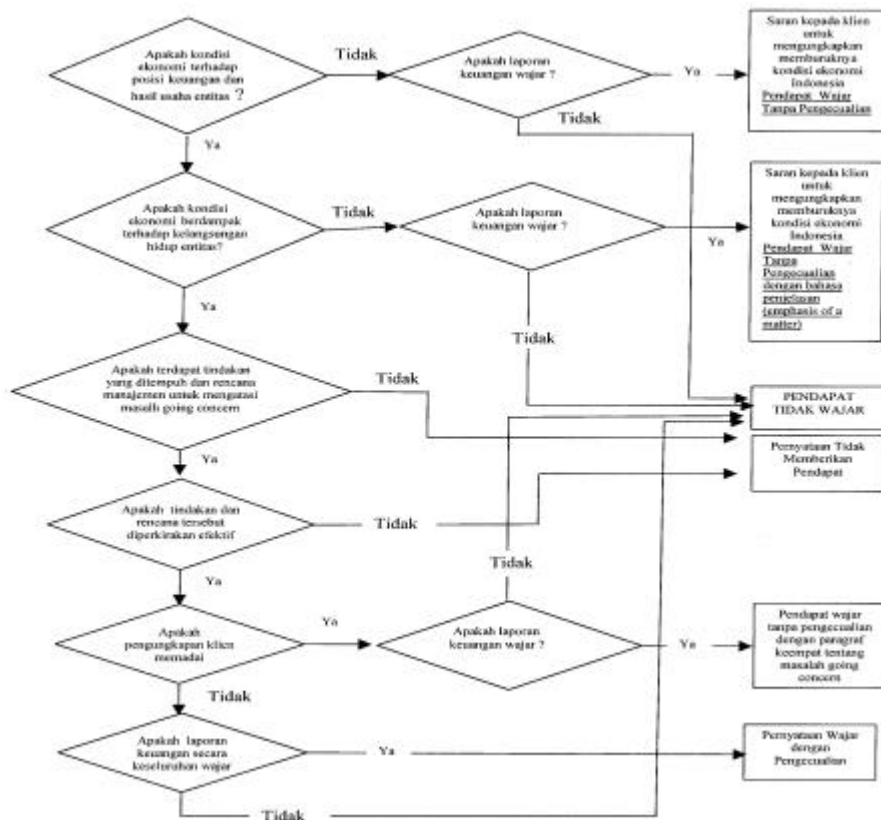 Apakah kondisi
ekonomi terhadap
posisi keuangan dan
hasil usaha entitas ?
Tidak
Apakah laporan
keuangan wajar ?
Ya
Saran kepada klien
untuk
mengungkapkan
memburuknya
kondisi ekonomi
Indonesia
Pendapat Wajar
Tanpa Pengecualian
Tidak
Ya
Apakah kondisi
ekonomi berdampak
terhadap kelangsungan
hidup entitas?
Tidak
Apakah laporan
keuangan wajar ?
Ya
Saran kepada klien
untuk
mengungkapkan
memburuknya
kondisi ekonomi
Indonesia
Pendapat Wajar
Tanpa
Pengecualian
dengan bahasa
penjelasan
(emphasis of a
matter)
Ya
Tidak
Apakah terdapat tindakan
yang ditempuh dan rencana
manajemen untuk mengatasi
masalh going concern
Tidak
PENDAPAT
TIDAK WAJAR
Pernyataan Tidak
Memberikan
Pendapat
Ya
Apakah tindakan dan
rencana tersebut
diperkirakan efektif
Tidak
Tidak
Ya
Apakah
pengungkapan klien
memadai
Ya
Apakah laporan
keuangan wajar ?
Ya
Pendapat wajar
tanpa pengecualian
dengan paragraf
keempat tentang
masalah going
concern
Tidak
Apakah laporan
keuangan secara
keseluruhan wajar
Ya
Pernyataan Wajar
dengan
Pengecualian
Tidak